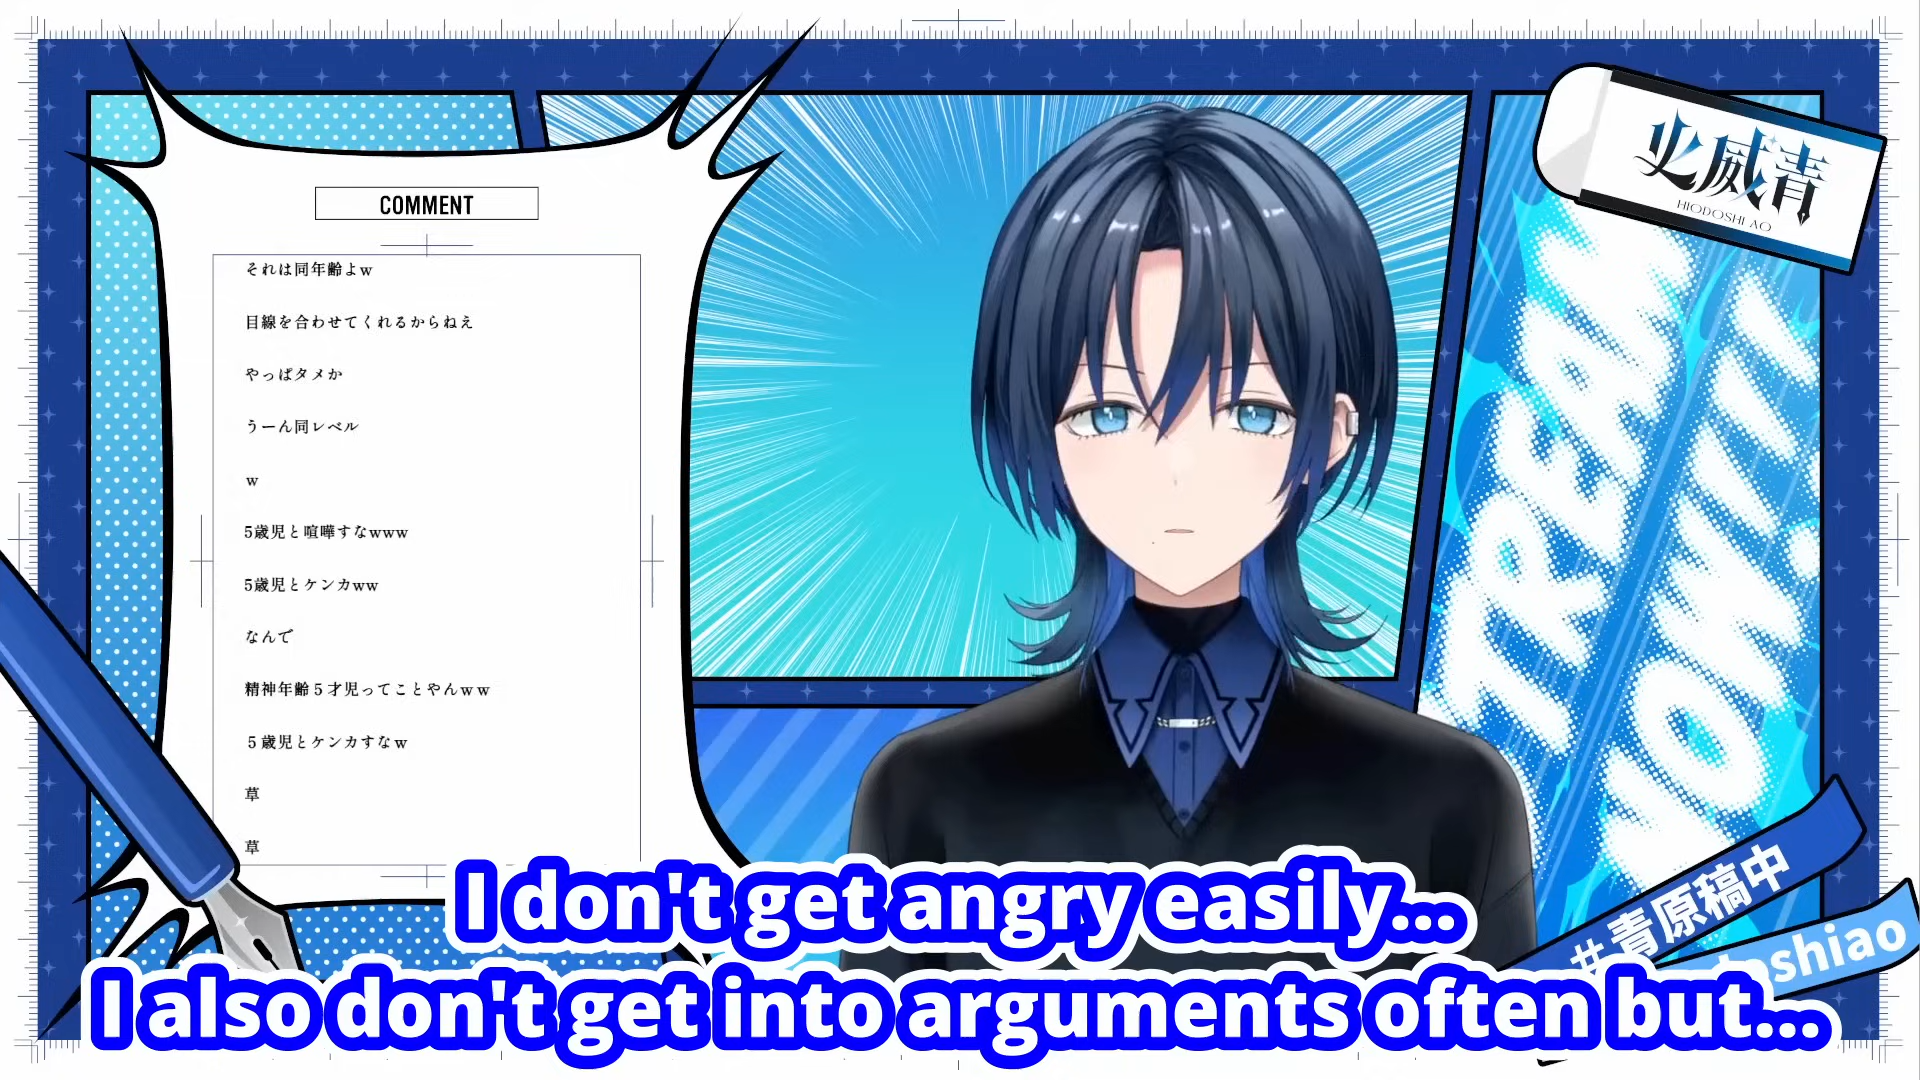 COMMENT
それは同年齢よw
目線を合わせてくれるからねえ
やっぱタメか
うーん同レベル
w
5歳児と喧嘩すなwww
5歳児とケンカww
なんで
精神年齢５才児ってことやんｗｗ
５歳児とケンカすなｗ
草
草
火威青
HIODOSHI AO
STREAM
NOW!!
#青原稿中
I don't get angry easily...
I also don't get into arguments often but...